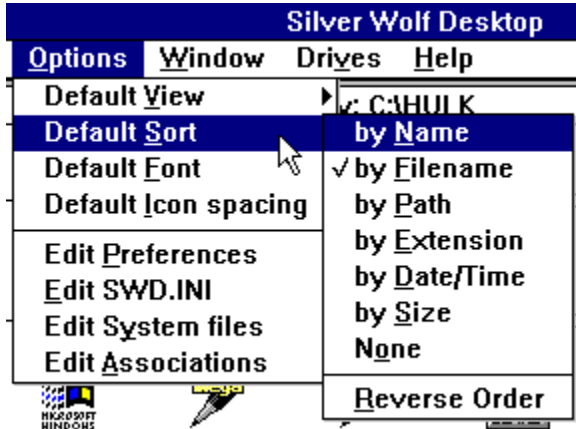 Silver Wolf Desktop
Options Window Drives Help
Default View
Default Sort
Default Font
Default Icon spacing
Edit Preferences
Edit SWD.INI
Edit System files
Edit Associations
y: C:\HULK
by Name
√ by Filename
by Path
by Extension
by Date/Time
by Size
None
Reverse Order
MICROSOFT
WINDOWS